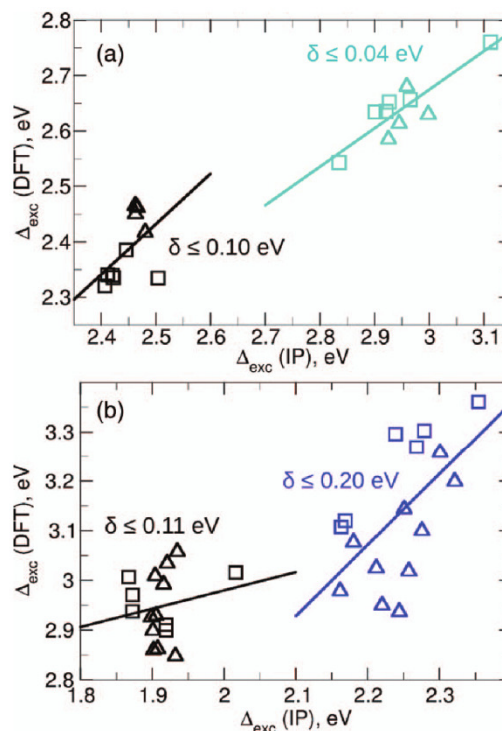 2.8
(a)
δ ≤ 0.04 eV
2.7
2.6
2.5
2.4
δ ≤ 0.10 eV
2.3
Δexc (DFT), eV
2.4 2.5 2.6 2.7 2.8 2.9 3 3.1
Δexc (IP), eV
(b)
3.3
3.2
δ ≤ 0.20 eV
3.1
δ ≤ 0.11 eV
3
2.9
2.8
Δexc (DFT), eV
1.8 1.9 2 2.1 2.2 2.3
Δexc (IP), eV